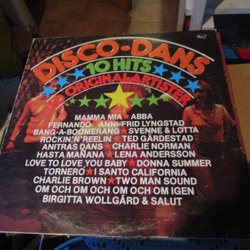 DISCO-DANS
10 HITS
ORIGINALARTISTER
MAMMA MIA ★ ABBA
FERNANDO ★ ANNI-FRID LYNGSTAD
BANG-A-BOOMERANG ★ SVENNE & LOTTA
ROCKIN'N'REELIN ★ TED GÄRDESTAD
ANITRAS DANS ★ CHARLIE NORMAN
HASTA MAÑANA ★ LENA ANDERSSON
LOVE TO LOVE YOU BABY ★ DONNA SUMMER
TORNERO ★ I SANTO CALIFORNIA
CHARLIE BROWN ★ TWO MAN SOUND
OM OCH OM OCH OM OCH OM IGEN
BIRGITTA WOLLGÅRD & SALUT